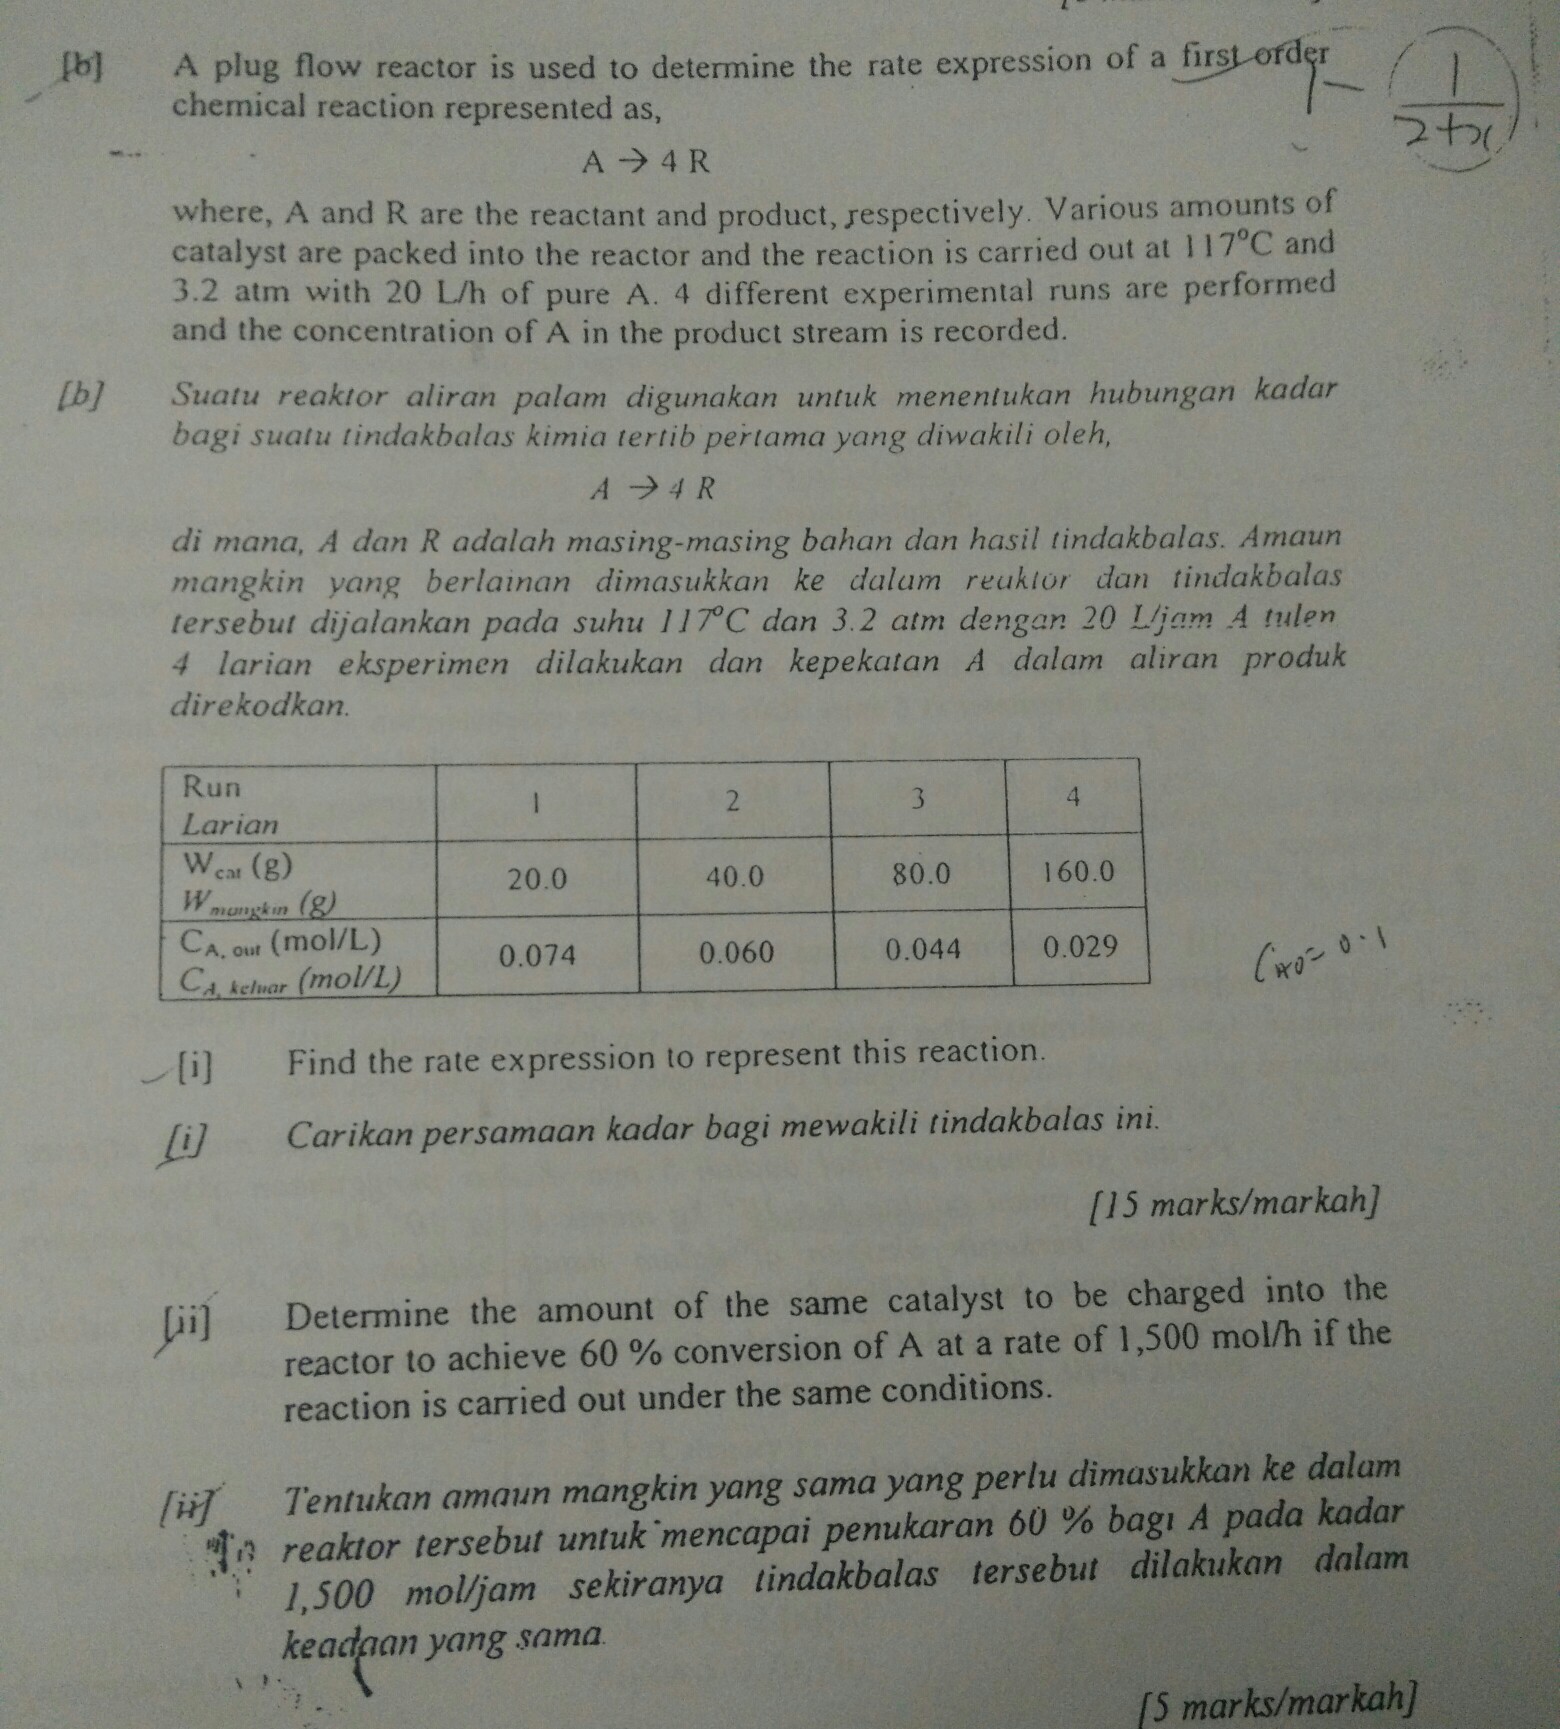 [b] A plug flow reactor is used to determine the rate expression of a first order
chemical reaction represented as,
1/(2+x)
A → 4 R
where, A and R are the reactant and product, respectively. Various amounts of
catalyst are packed into the reactor and the reaction is carried out at 117°C and
3.2 atm with 20 L/h of pure A. 4 different experimental runs are performed
and the concentration of A in the product stream is recorded.
[b] Suatu reaktor aliran palam digunakan untuk menentukan hubungan kadar
bagi suatu tindakbalas kimia tertib pertama yang diwakili oleh,
A → 4 R
di mana, A dan R adalah masing-masing bahan dan hasil tindakbalas. Amaun
mangkin yang berlainan dimasukkan ke dalam reaktor dan tindakbalas
tersebut dijalankan pada suhu 117°C dan 3.2 atm dengan 20 L/jam A tulen
4 larian eksperimen dilakukan dan kepekatan A dalam aliran produk
direkodkan.
Run 1 2 3 4
Larian
Wcat (g) 20.0 40.0 80.0 160.0
Wmangkin (g)
CA, out (mol/L) 0.074 0.060 0.044 0.029
CA, keluar (mol/L)
CA0 = 0.1
[i] Find the rate expression to represent this reaction.
[i] Carikan persamaan kadar bagi mewakili tindakbalas ini.
[15 marks/markah]
[ii] Determine the amount of the same catalyst to be charged into the
reactor to achieve 60 % conversion of A at a rate of 1,500 mol/h if the
reaction is carried out under the same conditions.
[ii] Tentukan amaun mangkin yang sama yang perlu dimasukkan ke dalam
reaktor tersebut untuk mencapai penukaran 60 % bagi A pada kadar
1,500 mol/jam sekiranya tindakbalas tersebut dilakukan dalam
keadaan yang sama.
[5 marks/markah]